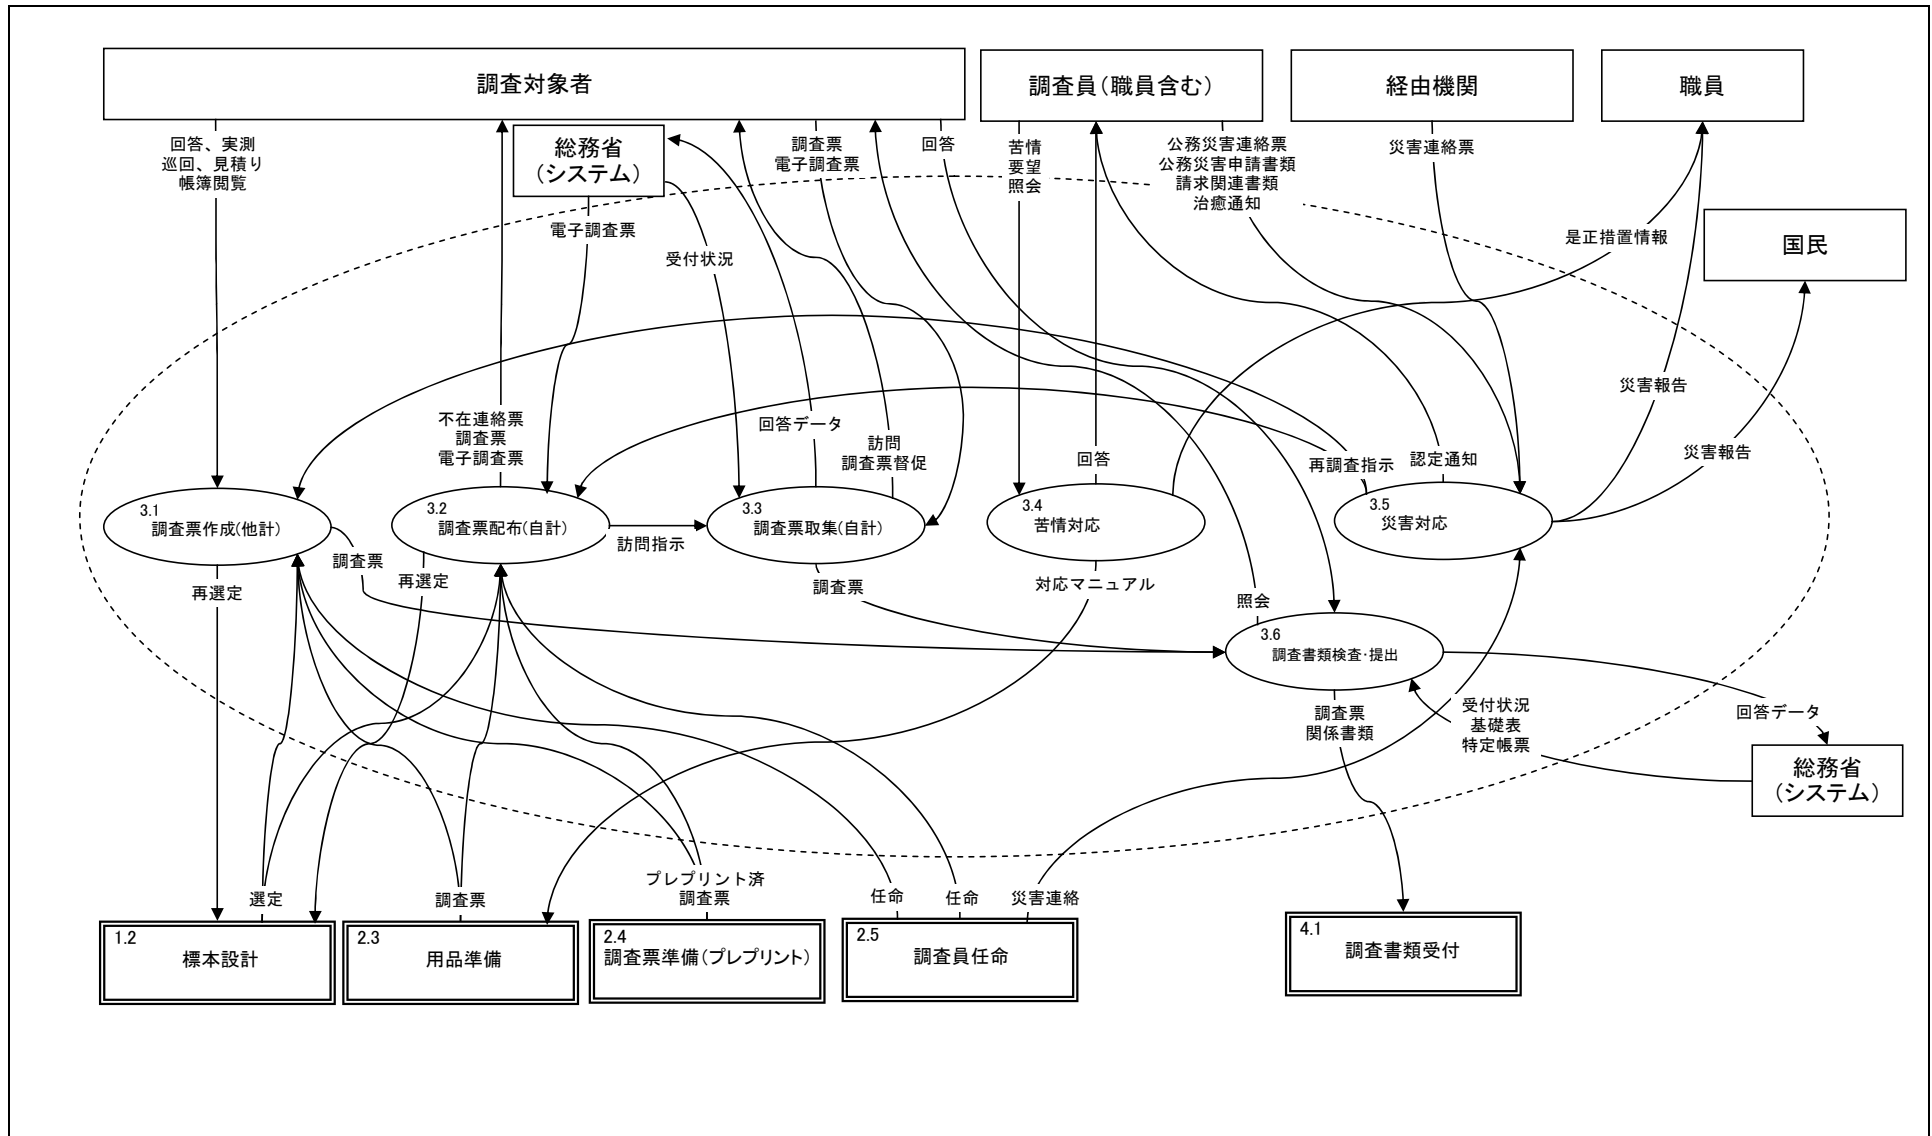 調査対象者
調査員（職員含む）
経由機関
職員
回答、実測
巡回、見積り
帳簿閲覧
総務省
（システム）
調査票
電子調査票
回答
苦情
要望
照会
公務災害連絡票
公務災害申請書類
請求関連書類
治癒通知
災害連絡票
電子調査票
受付状況
是正措置情報
国民
不在連絡票
調査票
電子調査票
回答データ
訪問
調査票督促
回答
再調査指示
認定通知
災害報告
災害報告
3.1
調査票作成(他計)
3.2
調査票配布(自計)
訪問指示
3.3
調査票取集(自計)
3.4
苦情対応
3.5
災害対応
調査票
再選定
再選定
調査票
対応マニュアル
照会
3.6
調査書類検査･提出
調査票
関係書類
受付状況
基礎表
特定帳票
回答データ
総務省
（システム）
選定
調査票
プレプリント済
調査票
任命
任命
災害連絡
1.2
標本設計
2.3
用品準備
2.4
調査票準備（プレプリント）
2.5
調査員任命
4.1
調査書類受付